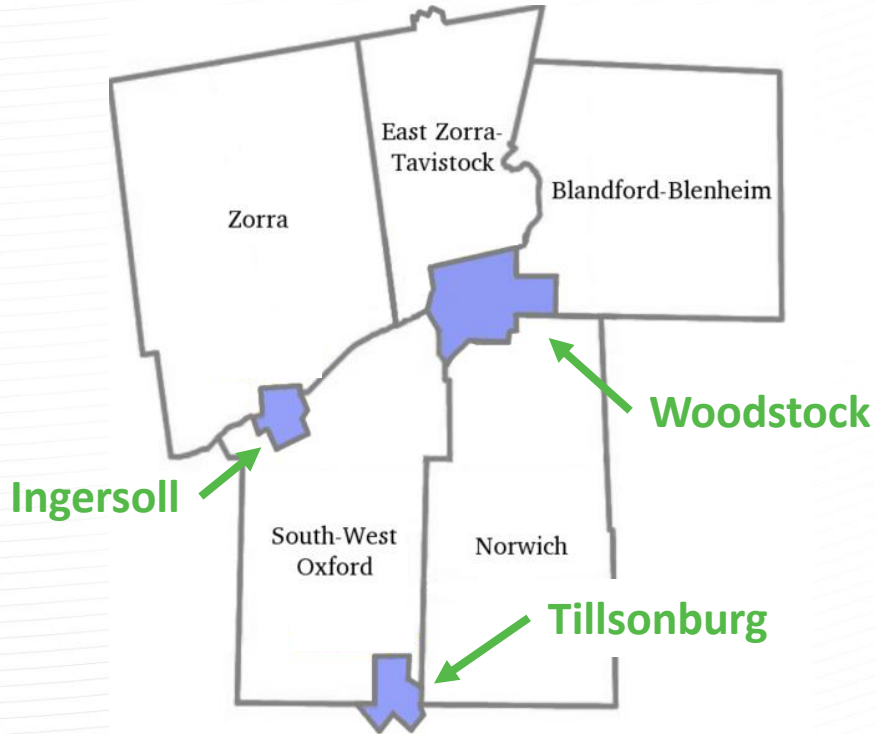 East Zorra-
Tavistock
Blandford-Blenheim
Zorra
Woodstock
Ingersoll
South-West
Oxford
Norwich
Tillsonburg